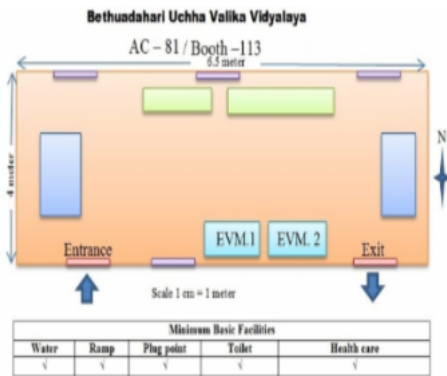 Bethuadahari Uchha Valika Vidyalaya
AC – 81 / Booth –113
6.5 meter
4 meter
N
EVM.1 EVM. 2
Entrance Exit
Scale 1 cm = 1 meter
Minimum Basic Facilities
Water Ramp Plug point Toilet Health care
√ √ √ √ √